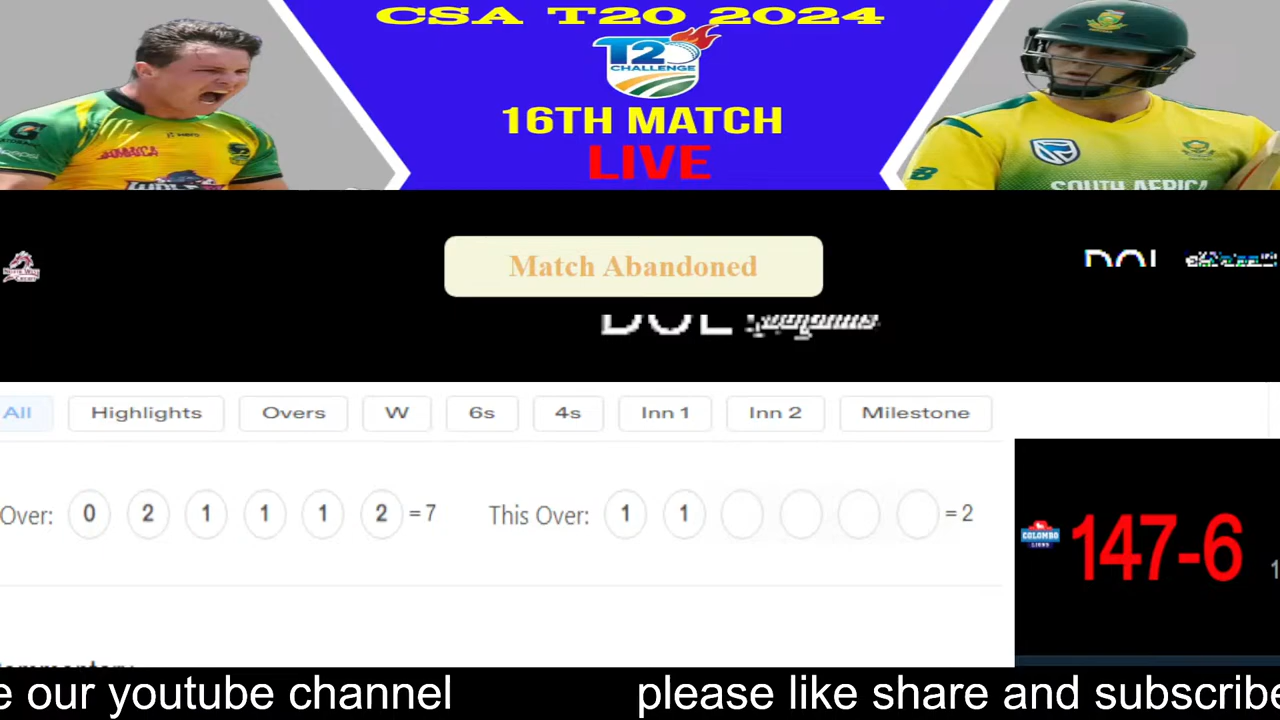 CSA T20 2024
T20
CHALLENGE
16TH MATCH
LIVE
JAMAICA
SOUTH AFRICA
Match Abandoned
All
Highlights
Overs
W
6s
4s
Inn 1
Inn 2
Milestone
Over: 0 2 1 1 1 2 = 7
This Over: 1 1 = 2
COLOMBO
LIONS
147-6
e our youtube channel
please like share and subscribe